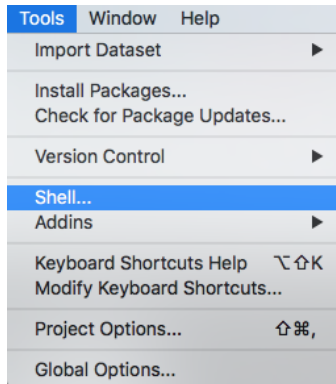 Tools Window Help
Import Dataset ▶
Install Packages...
Check for Package Updates...
Version Control ▶
Shell...
Addins ▶
Keyboard Shortcuts Help ⌥⇧K
Modify Keyboard Shortcuts...
Project Options... ⇧⌘,
Global Options...